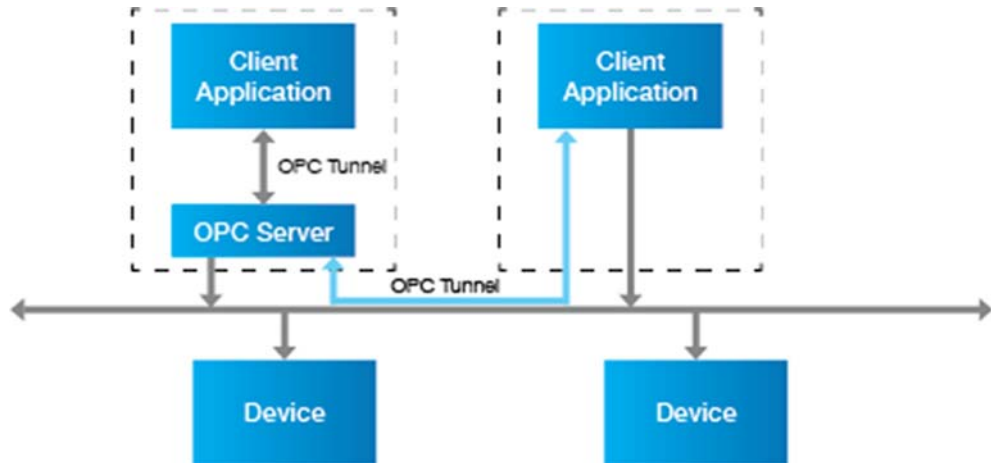 Client
Application
Client
Application
OPC Tunnel
OPC Server
OPC Tunnel
Device
Device